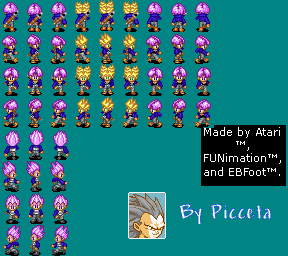 Made by Atari
™,
FUNimation™,
and EBFoot™.
By Picceta